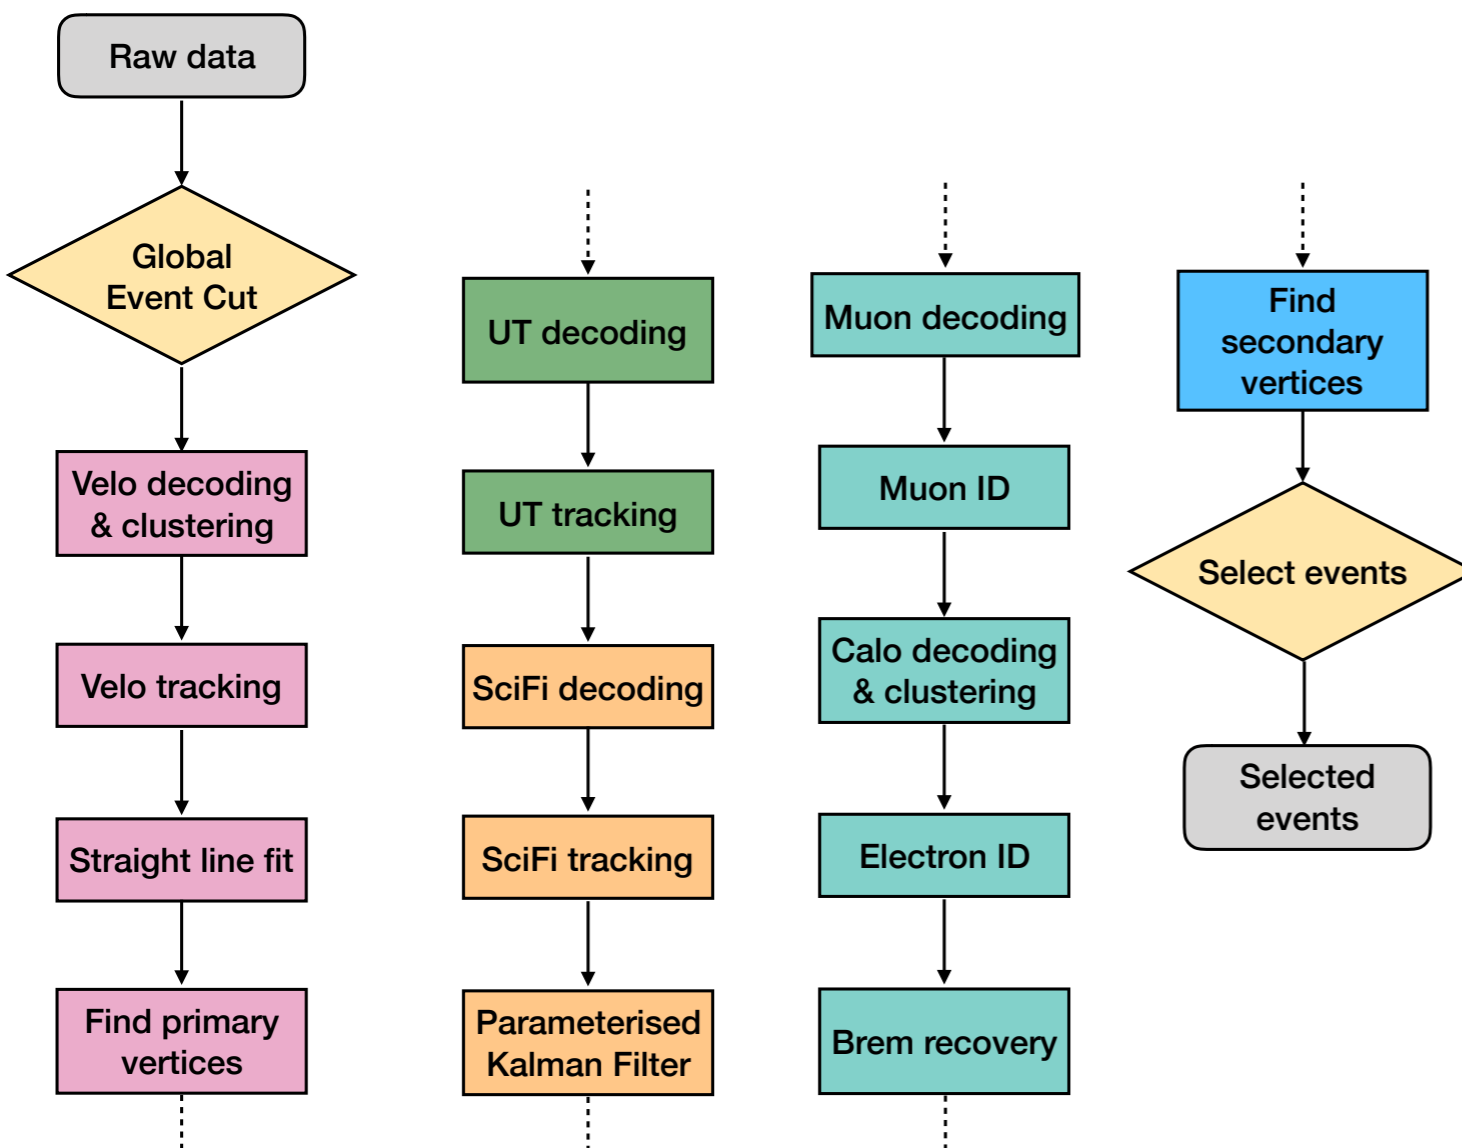 Raw data
Global
Event Cut
Velo decoding
& clustering
Velo tracking
Straight line fit
Find primary
vertices
UT decoding
UT tracking
SciFi decoding
SciFi tracking
Parameterised
Kalman Filter
Muon decoding
Muon ID
Calo decoding
& clustering
Electron ID
Brem recovery
Find
secondary
vertices
Select events
Selected
events